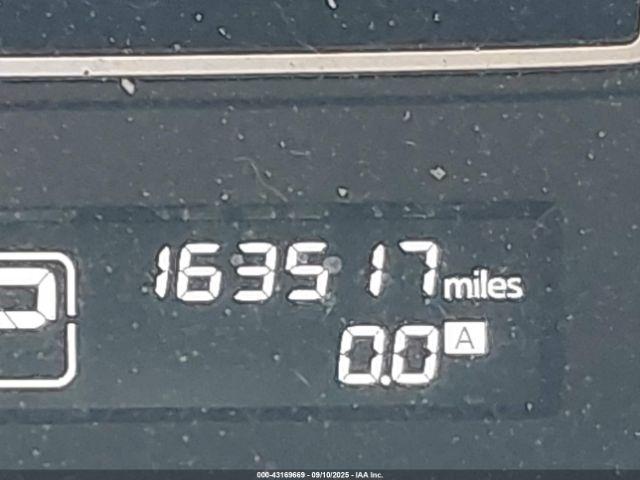 163517 miles
P
0.0 A
000-43169669 - 09/10/2025 - IAA Inc.